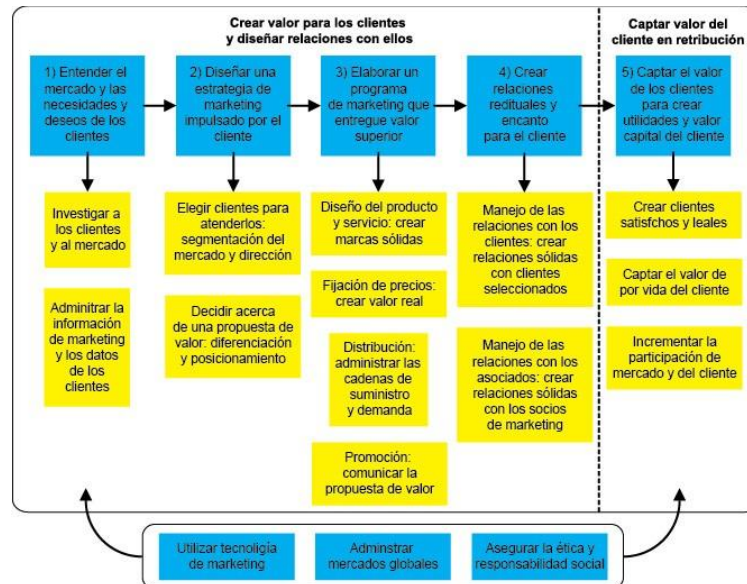 Crear valor para los clientes
y diseñar relaciones con ellos
Captar valor del
cliente en retribución
1) Entender el
mercado y las
necesidades y
deseos de los
clientes
2) Diseñar una
estrategia de
marketing
impulsado por el
cliente
3) Elaborar un
programa
de marketing que
entregue valor
superior
4) Crear
relaciones
redituales y
encanto
para el cliente
5) Captar el valor
de los clientes
para crear
utilidades y valor
capital del cliente
Investigar a
los clientes
y al mercado
Adminitrar la
información
de marketing
y los datos
de los
clientes
Elegir clientes
para
atenderlos:
segmentación del
mercado y dirección
Decidir acerca
de una propuesta de
valor: diferenciación
y posicionamiento
Diseño del producto
y servicio: crear
marcas sólidas
Fijación de precios:
crear valor real
Distribución:
administrar las
cadenas de
suministro
y demanda
Promoción:
comunicar la
propuesta de valor
Manejo de las
relaciones con los
clientes: crear
relaciones sólidas
con clientes
seleccionados
Manejo de las
relaciones con los
asociados: crear
relaciones sólidas
con los socios
de marketing
Crear clientes
satisfchos y leales
Captar el valor de
por vida del cliente
Incrementar la
participación de
mercado y del cliente
Utilizar tecnoligía
de marketing
Adminstrar
mercados globales
Asegurar la ética y
responsabilidad social